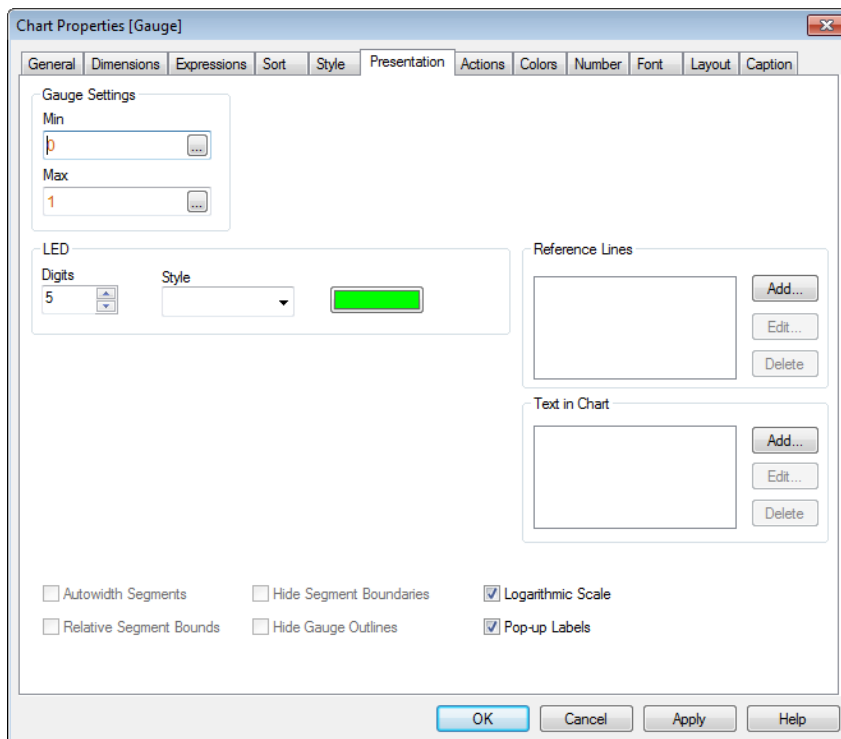 Chart Properties [Gauge]
General Dimensions Expressions Sort Style Presentation Actions Colors Number Font Layout Caption
Gauge Settings
Min
0
...
Max
1
...
LED
Digits
Style
5
Reference Lines
Add...
Edit...
Delete
Text in Chart
Add...
Edit...
Delete
Autowidth Segments
Hide Segment Boundaries
Logarithmic Scale
Relative Segment Bounds
Hide Gauge Outlines
Pop-up Labels
OK Cancel Apply Help